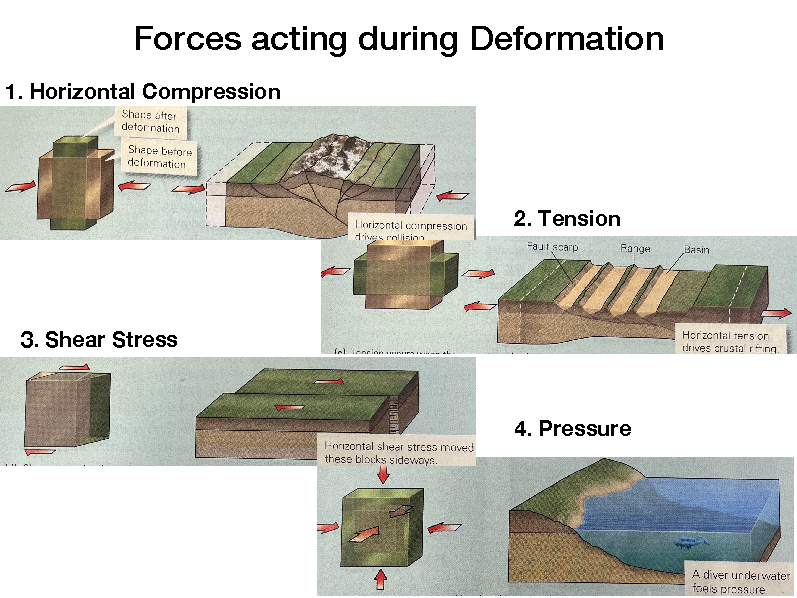 Forces acting during Deformation
1. Horizontal Compression
Shape after
deformation
Shape before
deformation
Horizontal compression
drives collision.
2. Tension
Fault scarp
Range
Basin
Horizontal tension
drives crustal rifting.
3. Shear Stress
Horizontal shear stress moved
these blocks sideways.
4. Pressure
A diver underwater
feels pressure